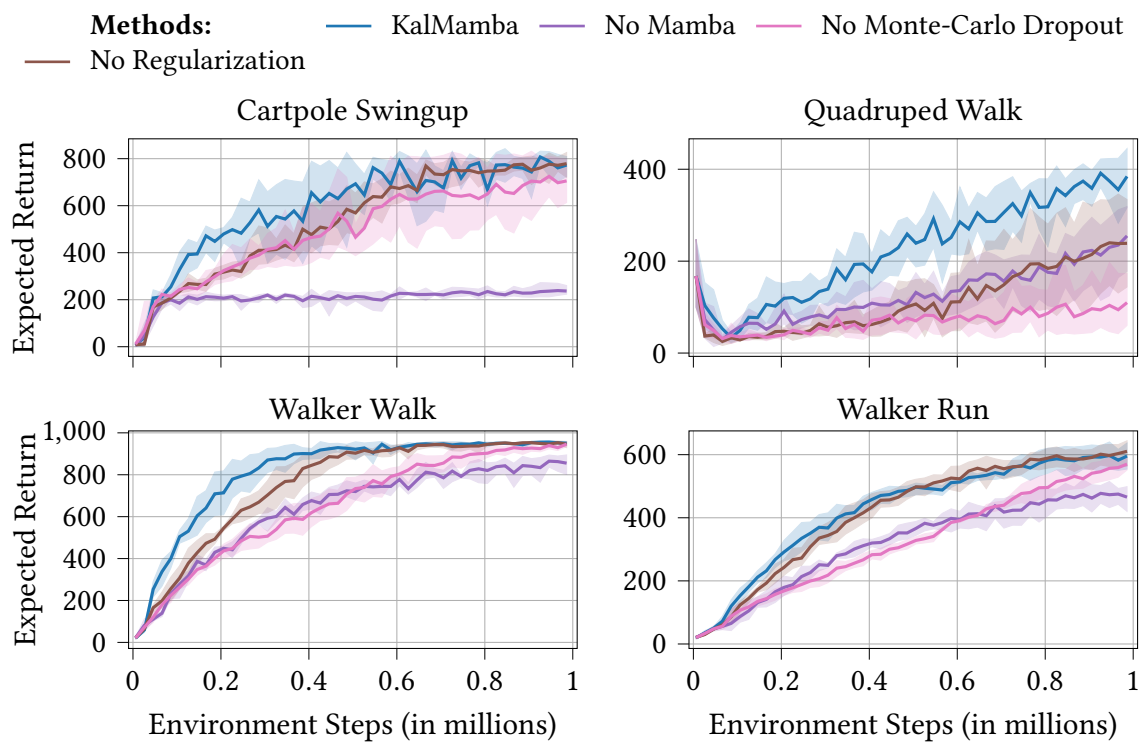 Methods: KalMamba No Mamba No Monte-Carlo Dropout
No Regularization
Cartpole Swingup
Quadruped Walk
Expected Return
800
600
400
200
0
400
200
0
Walker Walk
Walker Run
Expected Return
1,000
800
600
400
200
0
600
400
200
0
0 0.2 0.4 0.6 0.8 1
0 0.2 0.4 0.6 0.8 1
Environment Steps (in millions)
Environment Steps (in millions)